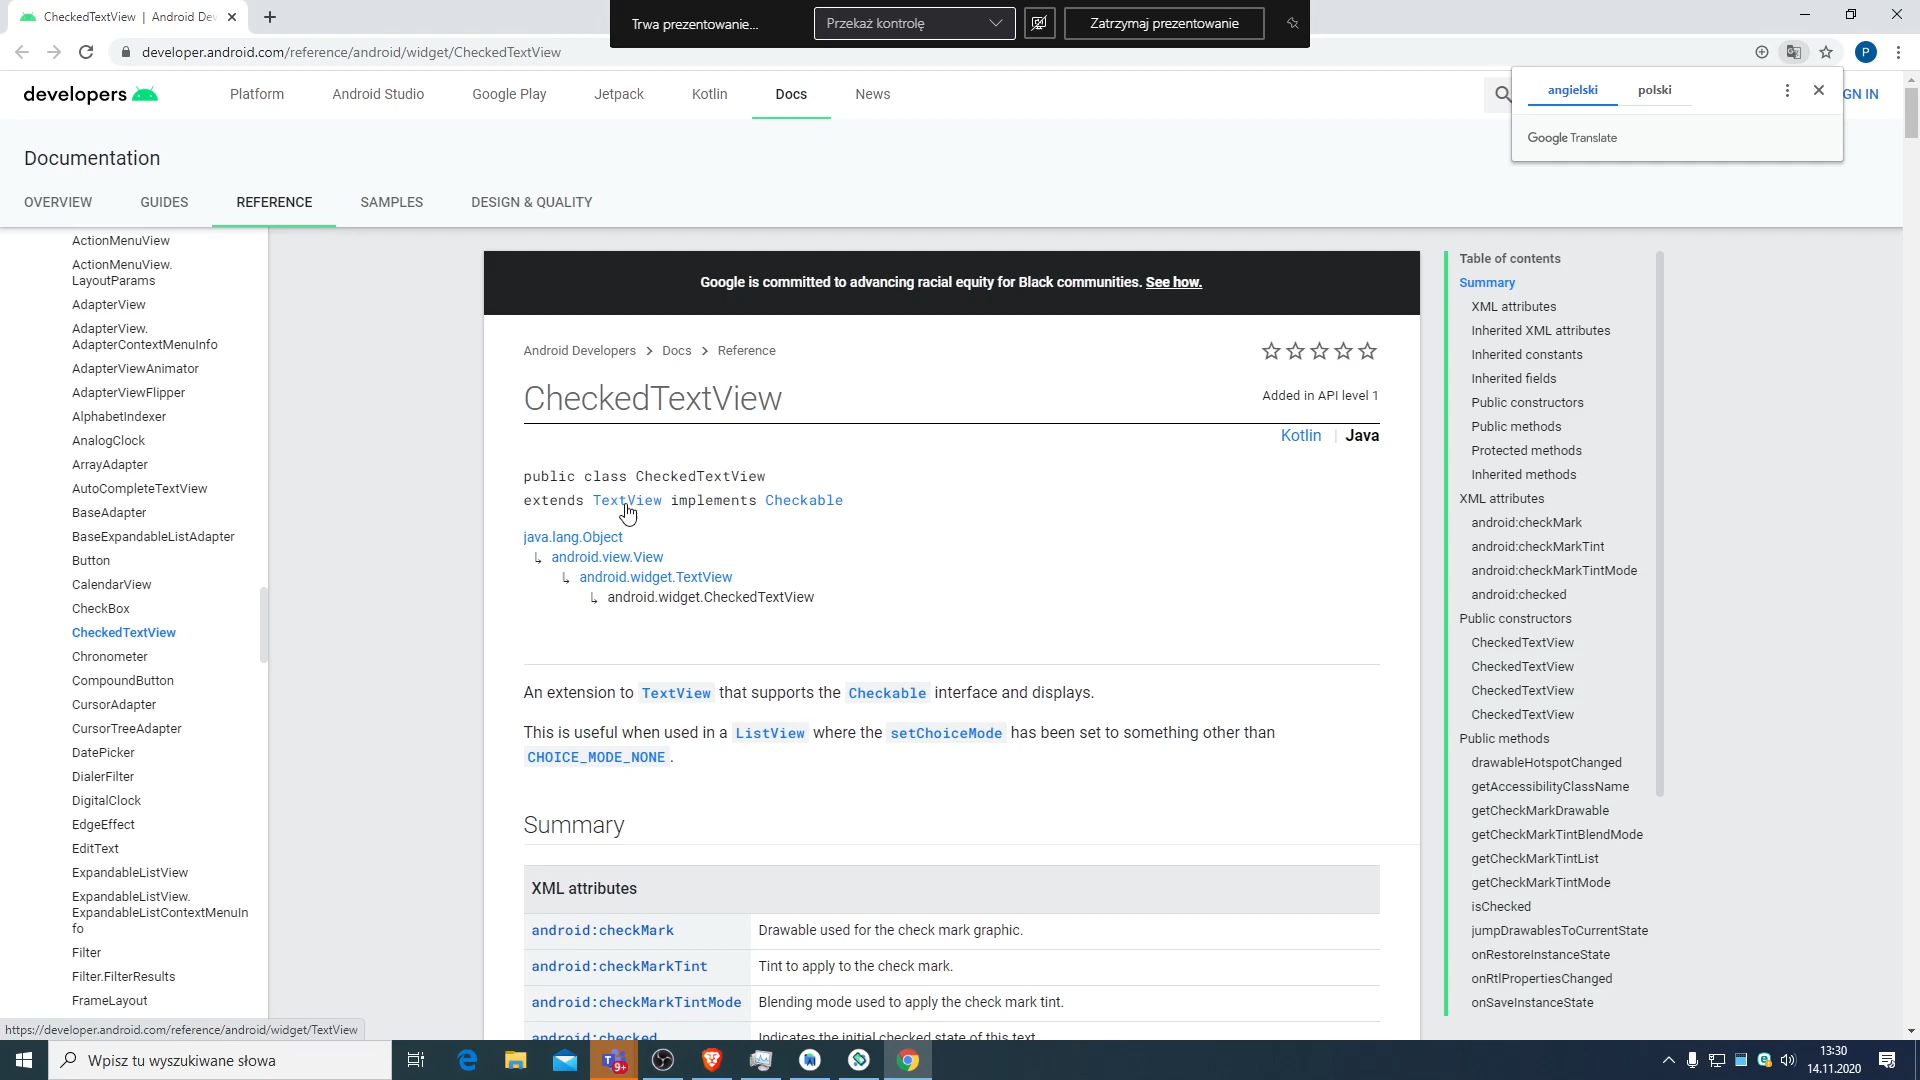 CheckedTextView | Android Dev
Trwa prezentowanie...
Przekaż kontrolę
Zatrzymaj prezentowanie
developer.android.com/reference/android/widget/CheckedTextView
P
developers
Platform
Android Studio
Google Play
Jetpack
Kotlin
Docs
News
GN IN
angielski
polski
Google Translate
Documentation
OVERVIEW
GUIDES
REFERENCE
SAMPLES
DESIGN & QUALITY
ActionMenuView
ActionMenuView.
LayoutParams
AdapterView
AdapterView.
AdapterContextMenuInfo
AdapterViewAnimator
AdapterViewFlipper
AlphabetIndexer
AnalogClock
ArrayAdapter
AutoCompleteTextView
BaseAdapter
BaseExpandableListAdapter
Button
CalendarView
CheckBox
CheckedTextView
Chronometer
CompoundButton
CursorAdapter
CursorTreeAdapter
DatePicker
DialerFilter
DigitalClock
EdgeEffect
EditText
ExpandableListView
ExpandableListView.
ExpandableListContextMenuIn
fo
Filter
Filter.FilterResults
FrameLayout
https://developer.android.com/reference/android/widget/TextView
Google is committed to advancing racial equity for Black communities. See how.
Android Developers > Docs > Reference
CheckedTextView
Added in API level 1
Kotlin | Java
public class CheckedTextView
extends TextView implements Checkable
java.lang.Object
↳ android.view.View
↳ android.widget.TextView
↳ android.widget.CheckedTextView
An extension to TextView that supports the Checkable interface and displays.
This is useful when used in a ListView where the setChoiceMode has been set to something other than
CHOICE_MODE_NONE.
Summary
XML attributes
android:checkMark Drawable used for the check mark graphic.
android:checkMarkTint Tint to apply to the check mark.
android:checkMarkTintMode Blending mode used to apply the check mark tint.
android:checked Indicates the initial checked state of this text.
Table of contents
Summary
XML attributes
Inherited XML attributes
Inherited constants
Inherited fields
Public constructors
Public methods
Protected methods
Inherited methods
XML attributes
android:checkMark
android:checkMarkTint
android:checkMarkTintMode
android:checked
Public constructors
CheckedTextView
CheckedTextView
CheckedTextView
CheckedTextView
Public methods
drawableHotspotChanged
getAccessibilityClassName
getCheckMarkDrawable
getCheckMarkTintBlendMode
getCheckMarkTintList
getCheckMarkTintMode
isChecked
jumpDrawablesToCurrentState
onRestoreInstanceState
onRtlPropertiesChanged
onSaveInstanceState
Wpisz tu wyszukiwane słowa
9+
13:30
14.11.2020